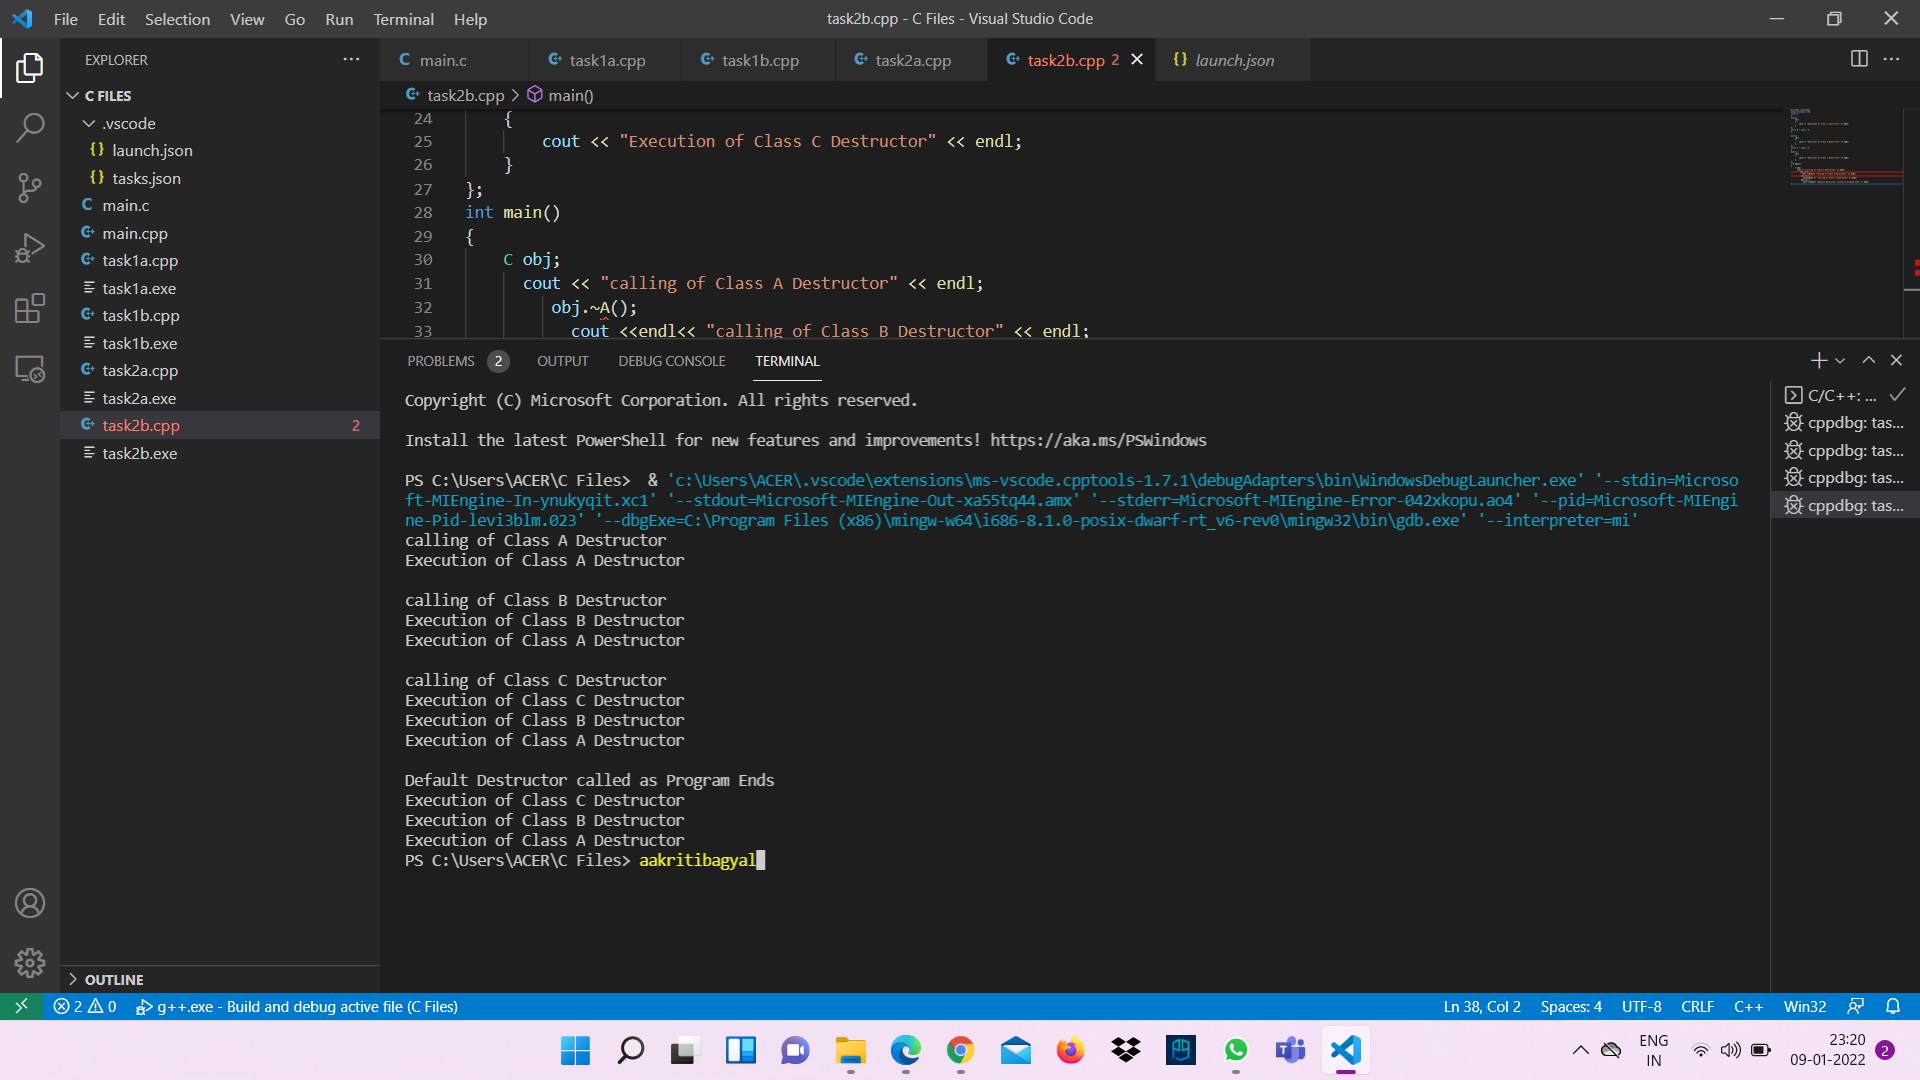 File Edit Selection View Go Run Terminal Help
task2b.cpp - C Files - Visual Studio Code
EXPLORER
C FILES
.vscode
launch.json
tasks.json
main.c
main.cpp
task1a.cpp
task1a.exe
task1b.cpp
task1b.exe
task2a.cpp
task2a.exe
task2b.cpp 2
task2b.exe
OUTLINE
main.c task1a.cpp task1b.cpp task2a.cpp task2b.cpp 2 launch.json
task2b.cpp > main()
24 {
25 cout << "Execution of Class C Destructor" << endl;
26 }
27 };
28 int main()
29 {
30 C obj;
31 cout << "calling of Class A Destructor" << endl;
32 obj.~A();
33 cout <<endl<< "calling of Class B Destructor" << endl;
PROBLEMS 2 OUTPUT DEBUG CONSOLE TERMINAL
Copyright (C) Microsoft Corporation. All rights reserved.
Install the latest PowerShell for new features and improvements! https://aka.ms/PSWindows
PS C:\Users\ACER\C Files>  & 'c:\Users\ACER\.vscode\extensions\ms-vscode.cpptools-1.7.1\debugAdapters\bin\WindowsDebugLauncher.exe' '--stdin=Microso
ft-MIEngine-In-ynukyqit.xc1' '--stdout=Microsoft-MIEngine-Out-xa55tq44.amx' '--stderr=Microsoft-MIEngine-Error-042xkopu.ao4' '--pid=Microsoft-MIEngi
ne-Pid-levi3blm.023' '--dbgExe=C:\Program Files (x86)\mingw-w64\i686-8.1.0-posix-dwarf-rt_v6-rev0\mingw32\bin\gdb.exe' '--interpreter=mi'
calling of Class A Destructor
Execution of Class A Destructor
calling of Class B Destructor
Execution of Class B Destructor
Execution of Class A Destructor
calling of Class C Destructor
Execution of Class C Destructor
Execution of Class B Destructor
Execution of Class A Destructor
Default Destructor called as Program Ends
Execution of Class C Destructor
Execution of Class B Destructor
Execution of Class A Destructor
PS C:\Users\ACER\C Files> aakritibagyal
C/C++: ...
cppdbg: tas...
cppdbg: tas...
cppdbg: tas...
cppdbg: tas...
2 0 g++.exe - Build and debug active file (C Files)
Ln 38, Col 2 Spaces: 4 UTF-8 CRLF C++ Win32
ENG
IN
23:20
09-01-2022
2